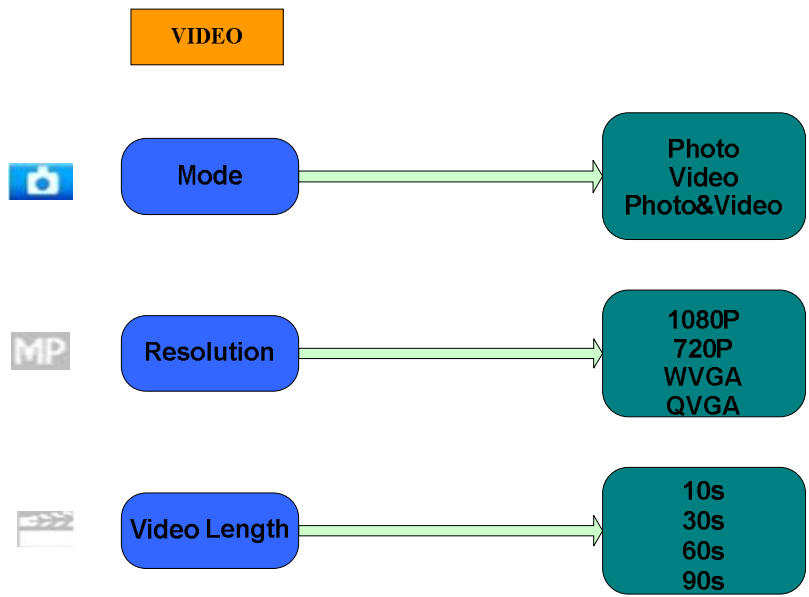 VIDEO
Mode
Photo
Video
Photo&Video
MP
Resolution
1080P
720P
WVGA
QVGA
Video Length
10s
30s
60s
90s